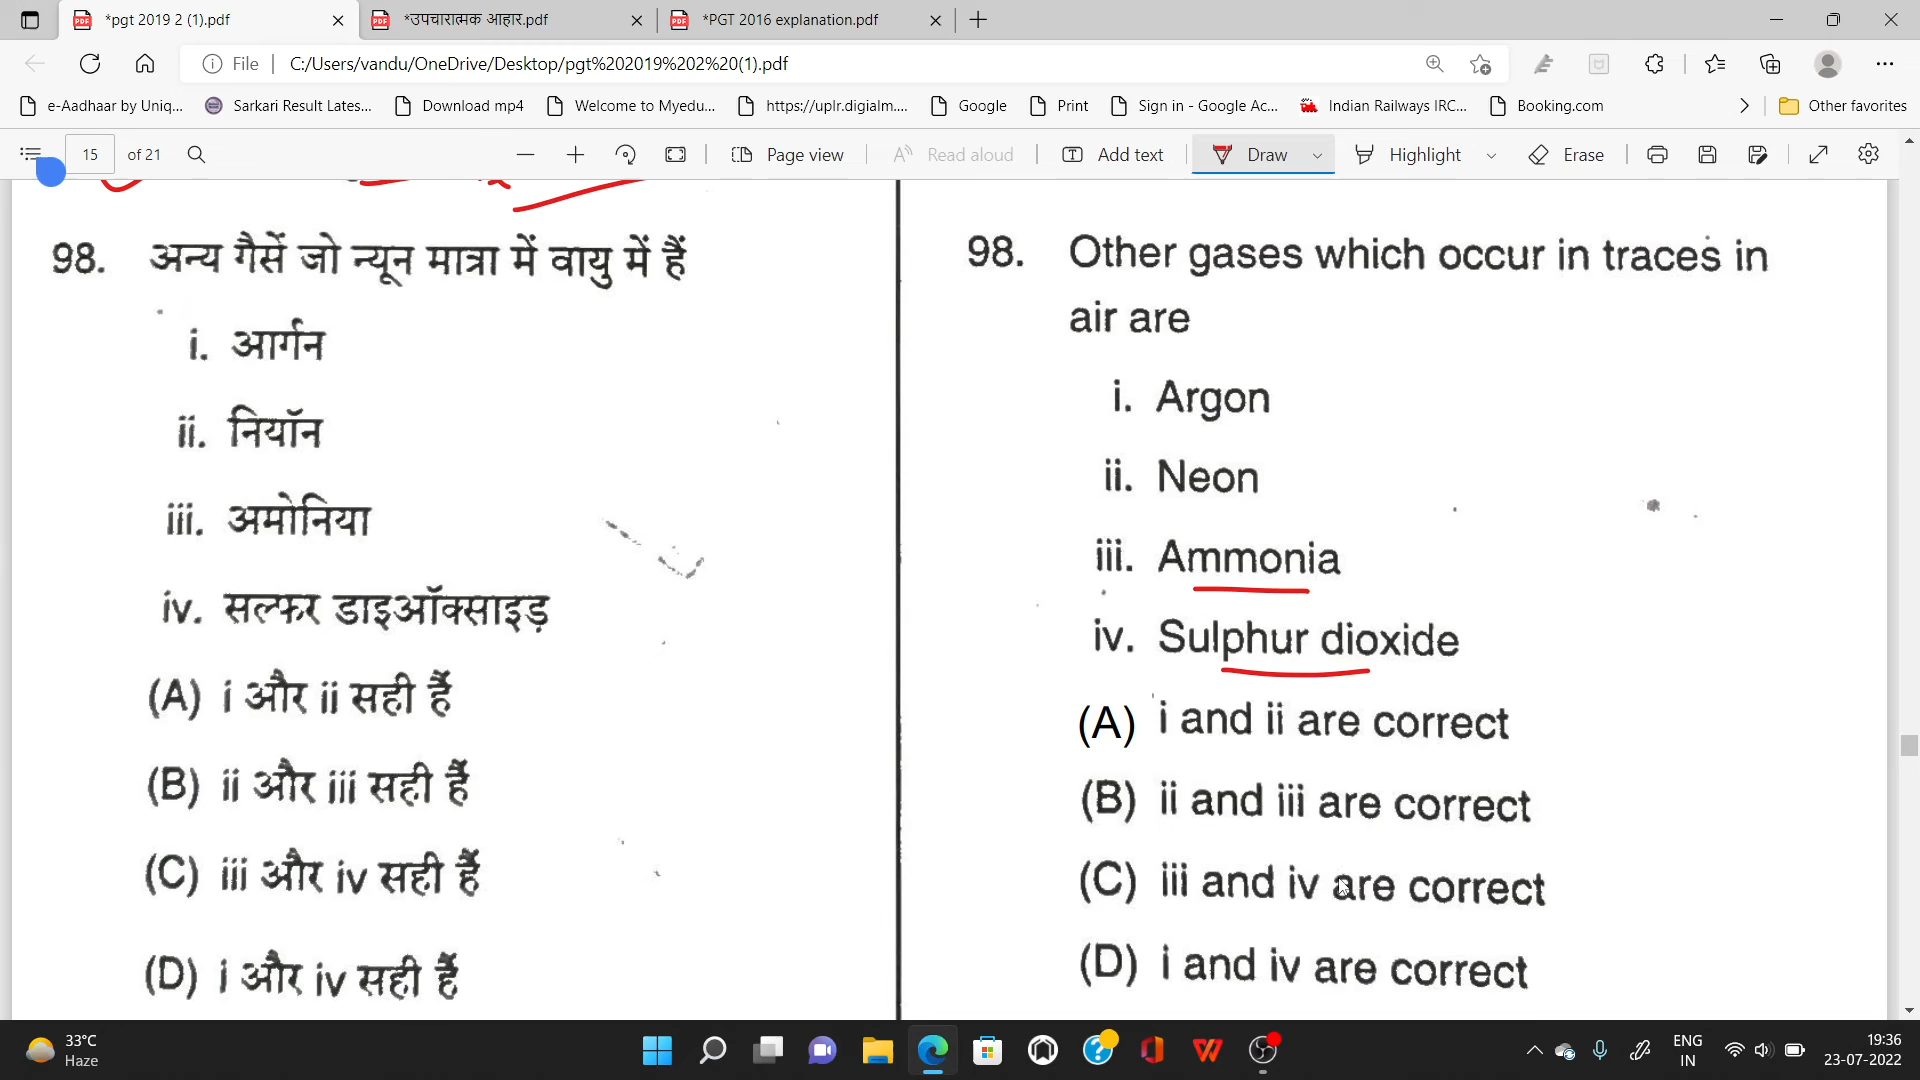 *pgt 2019 2 (1).pdf
*उपचारात्मक आहार.pdf
*PGT 2016 explanation.pdf
File
C:/Users/vandu/OneDrive/Desktop/pgt%202019%202%20(1).pdf
e-Aadhaar by Uniq...
Sarkari Result Lates...
Download mp4
Welcome to Myedu...
https://uplr.digialm....
Google
Print
Sign in - Google Ac...
Indian Railways IRC...
Booking.com
Other favorites
15 of 21
Page view
Read aloud
Add text
Draw
Highlight
Erase
98. अन्य गैसें जो न्यून मात्रा में वायु में हैं
i. आर्गन
ii. नियॉन
iii. अमोनिया
iv. सल्फर डाइऑक्साइड़
(A) i और ii सही हैं
(B) ii और iii सही हैं
(C) iii और iv सही हैं
(D) i और iv सही हैं
98. Other gases which occur in traces in
air are
i. Argon
ii. Neon
iii. Ammonia
iv. Sulphur dioxide
(A) i and ii are correct
(B) ii and iii are correct
(C) iii and iv are correct
(D) i and iv are correct
33°C
Haze
ENG
IN
19:36
23-07-2022